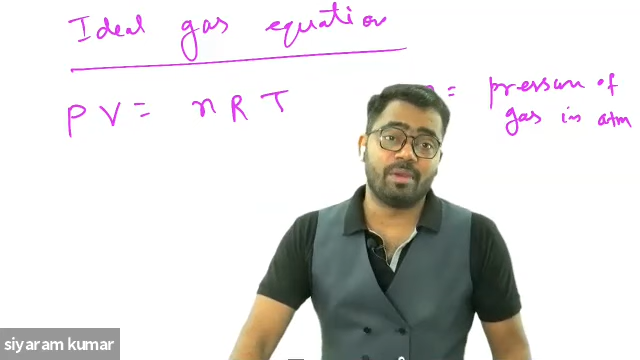 Ideal gas equation
PV = nRT
= pressure of
gas in atm
siyaram kumar